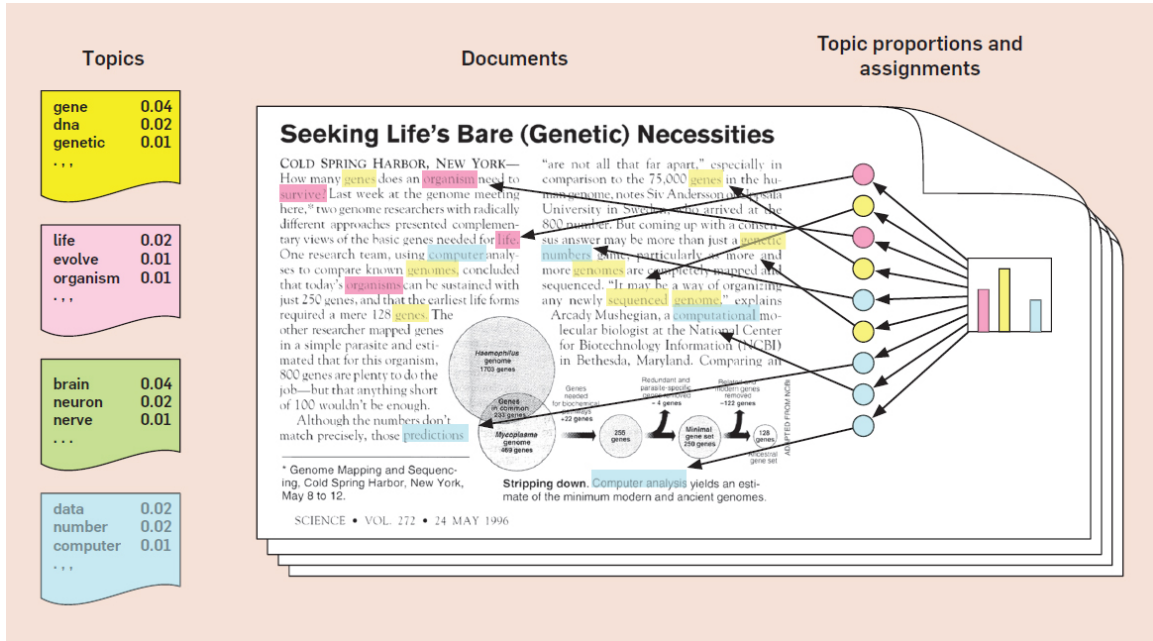 Topics
gene 0.04
dna 0.02
genetic 0.01
. , ,
life 0.02
evolve 0.01
organism 0.01
. , ,
brain 0.04
neuron 0.02
nerve 0.01
. . .
data 0.02
number 0.02
computer 0.01
. , ,
Documents
Seeking Life's Bare (Genetic) Necessities
COLD SPRING HARBOR, NEW YORK—
How many genes does an organism need to
survive? Last week at the genome meeting
here,* two genome researchers with radically
different approaches presented complemen-
tary views of the basic genes needed for life.
One research team, using computer analy-
ses to compare known genomes, concluded
that today's organisms can be sustained with
just 250 genes, and that the earliest life forms
required a mere 128 genes. The
other researcher mapped genes
in a simple parasite and esti-
mated that for this organism,
800 genes are plenty to do the
job—but that anything short
of 100 wouldn't be enough.
Although the numbers don't
match precisely, those predictions
* Genome Mapping and Sequenc-
ing, Cold Spring Harbor, New York,
May 8 to 12.
"are not all that far apart," especially in
comparison to the 75,000 genes in the hu-
man genome, notes Siv Andersson of Uppsala
University in Sweden, who arrived at the
800 number. But coming up with a consen-
sus answer may be more than just a genetic
numbers game, particularly as more and
more genomes are completely mapped and
sequenced. "It may be a way of organizing
any newly sequenced genome," explains
Arcady Mushegian, a computational mo-
lecular biologist at the National Center
for Biotechnology Information (NCBI)
in Bethesda, Maryland. Comparing an
Haemophilus
genome
1703 genes
Genes
in common
233 genes
Mycoplasma
genome
469 genes
Genes
needed
for biochemical
pathways
+22 genes
256
genes
Redundant and
parasite-specific
genes removed
– 4 genes
Minimal
gene set
250 genes
Related and
modern genes
removed
–122 genes
128
genes
Ancestral
gene set
ADAPTED FROM NCBI
Stripping down. Computer analysis yields an esti-
mate of the minimum modern and ancient genomes.
SCIENCE • VOL. 272 • 24 MAY 1996
Topic proportions and
assignments